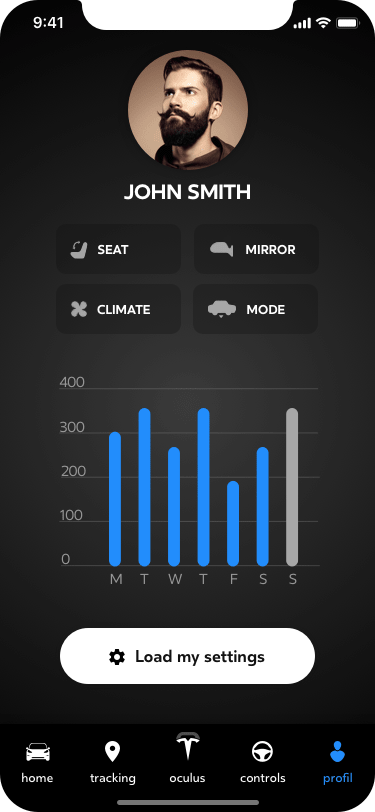 9:41
JOHN SMITH
SEAT MIRROR
CLIMATE MODE
400
300
200
100
0
M T W T F S S
Load my settings
home tracking oculus controls profil